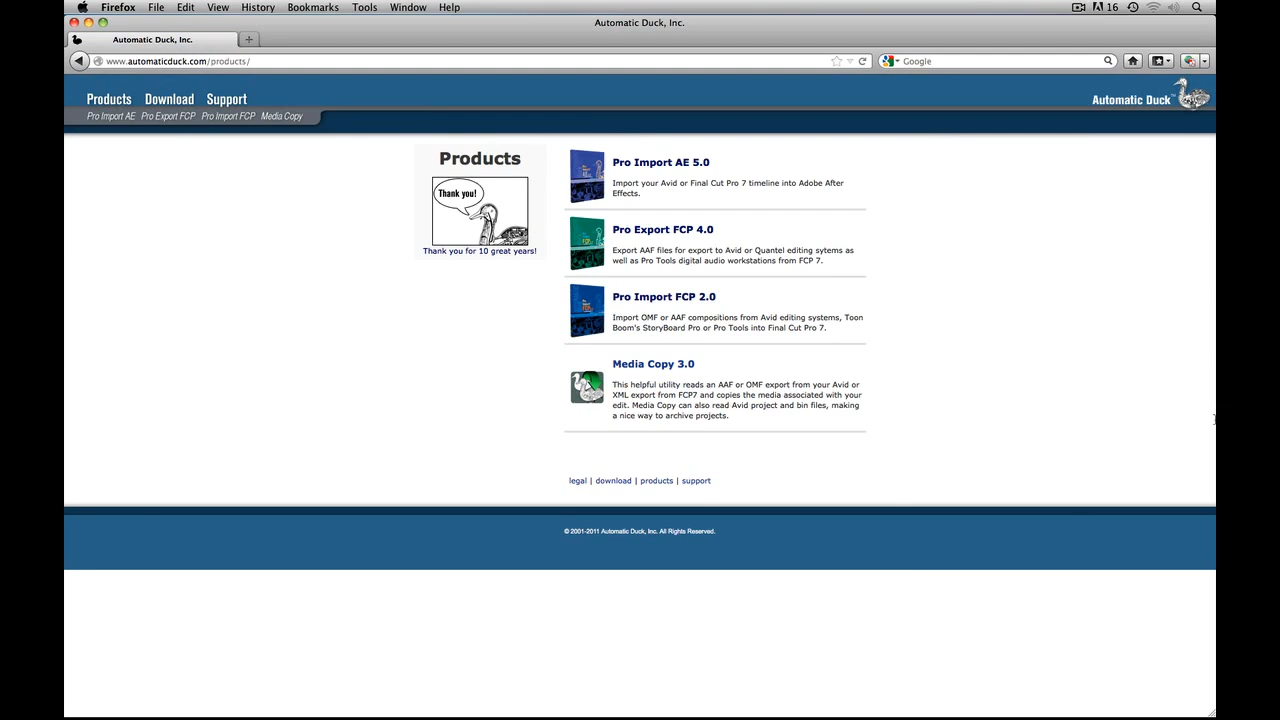 Firefox File Edit View History Bookmarks Tools Window Help
16
Automatic Duck, Inc.
Automatic Duck, Inc.
www.automaticduck.com/products/
Google
Products Download Support
Automatic Duck™
Pro Import AE Pro Export FCP Pro Import FCP Media Copy
Products
Thank you!
Thank you for 10 great years!
Pro Import AE 5.0
Import your Avid or Final Cut Pro 7 timeline into Adobe After
Effects.
Pro Export FCP 4.0
Export AAF files for export to Avid or Quantel editing sytems as
well as Pro Tools digital audio workstations from FCP 7.
Pro Import FCP 2.0
Import OMF or AAF compositions from Avid editing systems, Toon
Boom's StoryBoard Pro or Pro Tools into Final Cut Pro 7.
Media Copy 3.0
This helpful utility reads an AAF or OMF export from your Avid or
XML export from FCP7 and copies the media associated with your
edit. Media Copy can also read Avid project and bin files, making
a nice way to archive projects.
legal | download | products | support
© 2001-2011 Automatic Duck, Inc. All Rights Reserved.